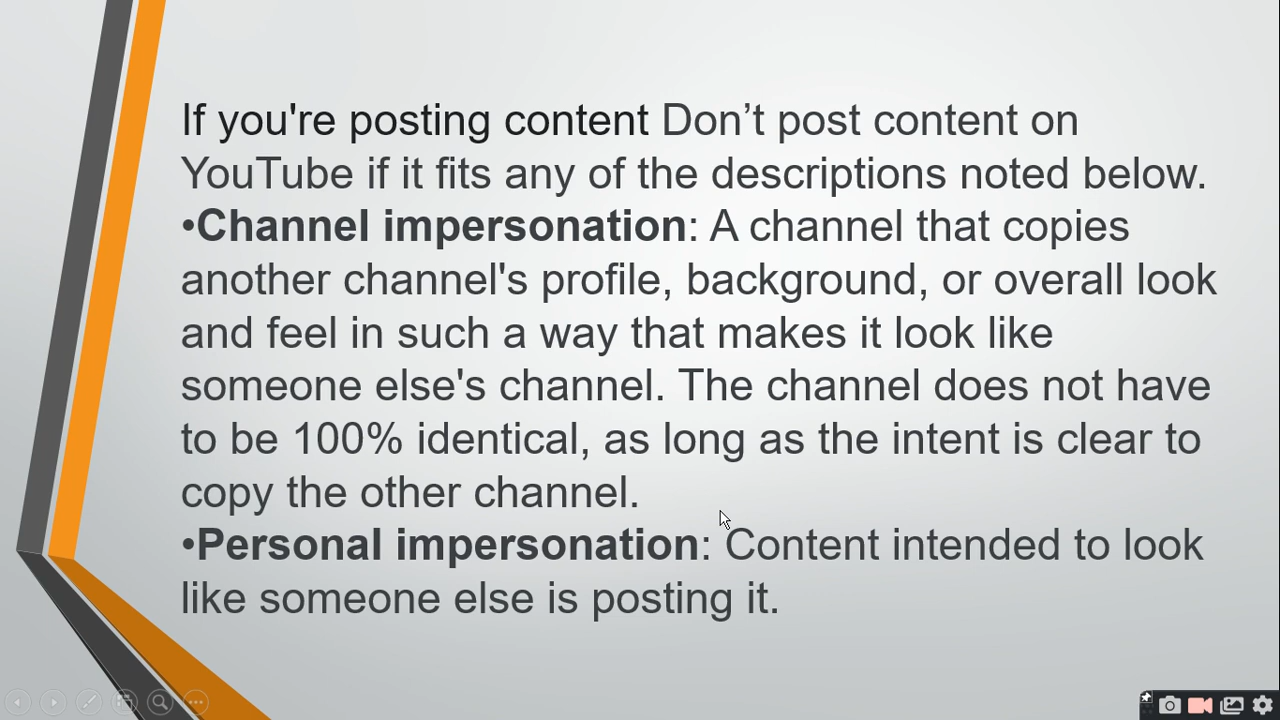 If you're posting content Don’t post content on
YouTube if it fits any of the descriptions noted below.
•Channel impersonation: A channel that copies
another channel's profile, background, or overall look
and feel in such a way that makes it look like
someone else's channel. The channel does not have
to be 100% identical, as long as the intent is clear to
copy the other channel.
•Personal impersonation: Content intended to look
like someone else is posting it.